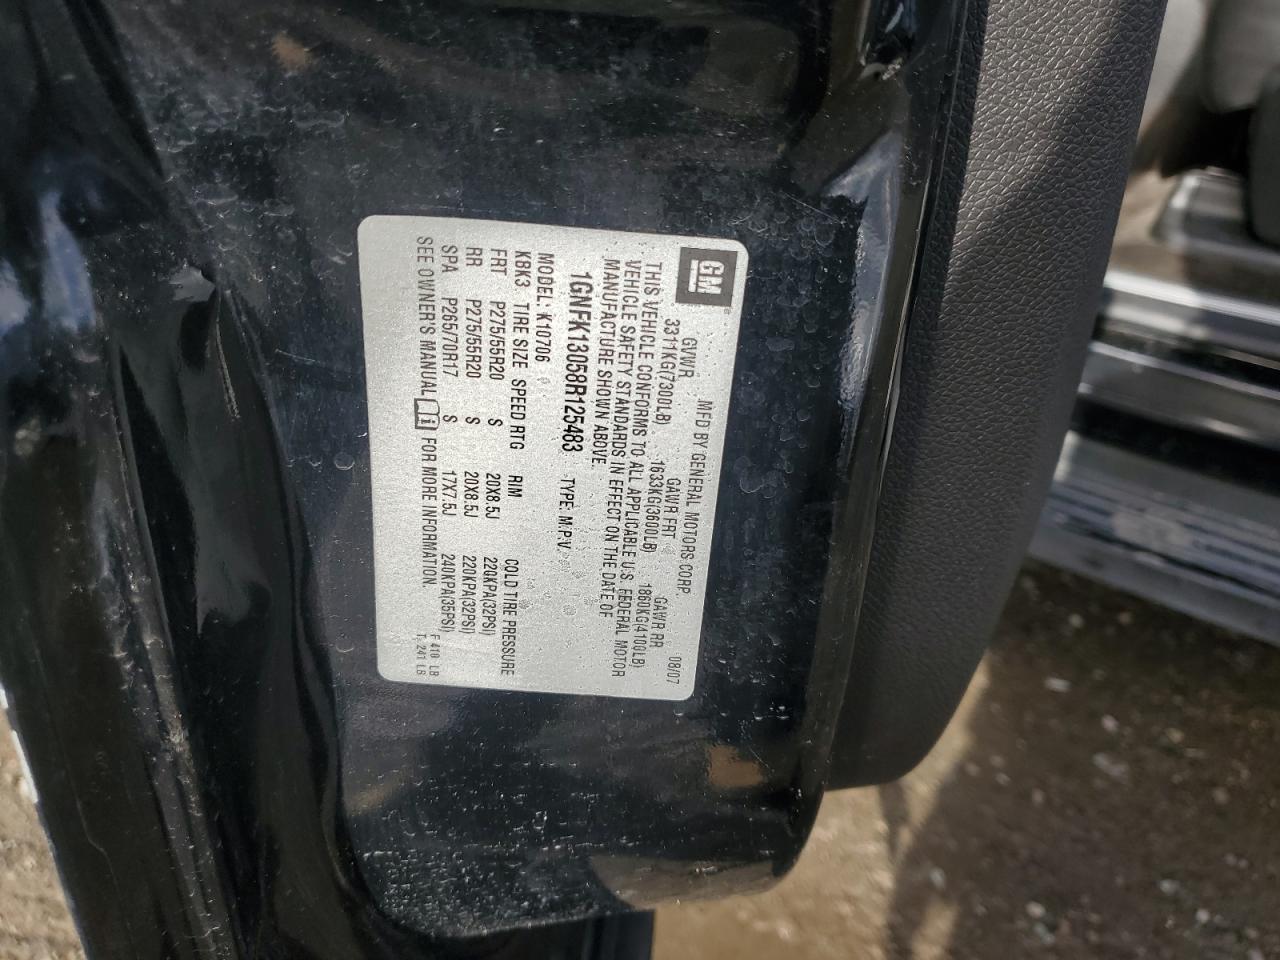 GM
MFD BY GENERAL MOTORS CORP. 08/07
GVWR GAWR FRT GAWR RR
3311KG(7300LB) 1633KG(3600LB) 1860KG(4100LB)
THIS VEHICLE CONFORMS TO ALL APPLICABLE U.S. FEDERAL MOTOR
VEHICLE SAFETY STANDARDS IN EFFECT ON THE DATE OF
MANUFACTURE SHOWN ABOVE.
1GNFK13058R125483 TYPE: M.P.V.
MODEL: K10706
KBK3 TIRE SIZE SPEED RTG RIM COLD TIRE PRESSURE
FRT P275/55R20 S 20X8.5J 220KPA(32PSI)
RR P275/55R20 S 20X8.5J 220KPA(32PSI)
SPA P265/70R17 S 17X7.5J 240KPA(35PSI)
SEE OWNER'S MANUAL i FOR MORE INFORMATION.
F 410 LB
T 241 LB